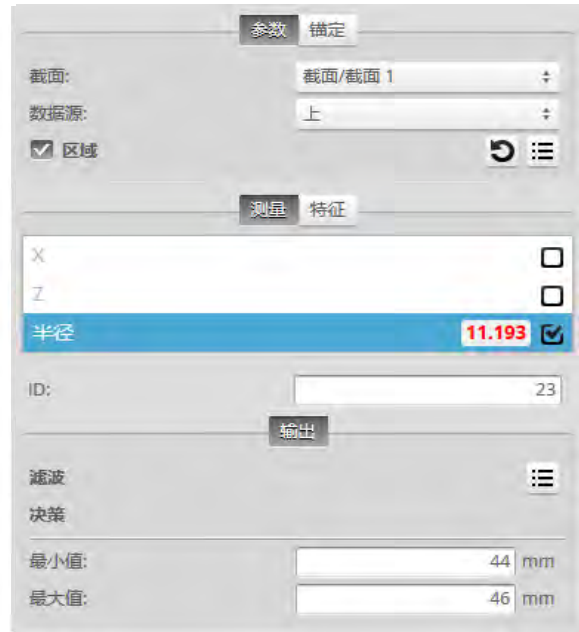 参数 锚定
截面: 截面/截面 1
数据源: 上
区域
测量 特征
X
Z
半径 11.193
ID: 23
输出
滤波
决策
最小值: 44 mm
最大值: 46 mm